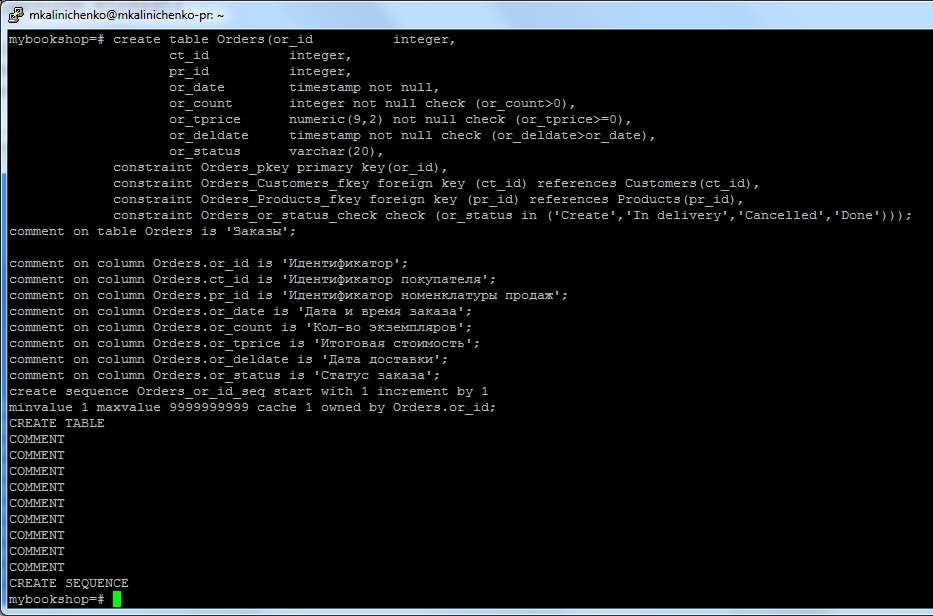 mkalinichenko@mkalinichenko-pr: ~
mybookshop=# create table Orders(or_id integer,
ct_id integer,
pr_id integer,
or_date timestamp not null,
or_count integer not null check (or_count>0),
or_tprice numeric(9,2) not null check (or_tprice>=0),
or_deldate timestamp not null check (or_deldate>or_date),
or_status varchar(20),
constraint Orders_pkey primary key(or_id),
constraint Orders_Customers_fkey foreign key (ct_id) references Customers(ct_id),
constraint Orders_Products_fkey foreign key (pr_id) references Products(pr_id),
constraint Orders_or_status_check check (or_status in ('Create','In delivery','Cancelled','Done')));
comment on table Orders is 'Заказы';
comment on column Orders.or_id is 'Идентификатор';
comment on column Orders.ct_id is 'Идентификатор покупателя';
comment on column Orders.pr_id is 'Идентификатор номенклатуры продаж';
comment on column Orders.or_date is 'Дата и время заказа';
comment on column Orders.or_count is 'Кол-во экземпляров';
comment on column Orders.or_tprice is 'Итоговая стоимость';
comment on column Orders.or_deldate is 'Дата доставки';
comment on column Orders.or_status is 'Статус заказа';
create sequence Orders_or_id_seq start with 1 increment by 1
minvalue 1 maxvalue 9999999999 cache 1 owned by Orders.or_id;
CREATE TABLE
COMMENT
COMMENT
COMMENT
COMMENT
COMMENT
COMMENT
COMMENT
COMMENT
COMMENT
CREATE SEQUENCE
mybookshop=#